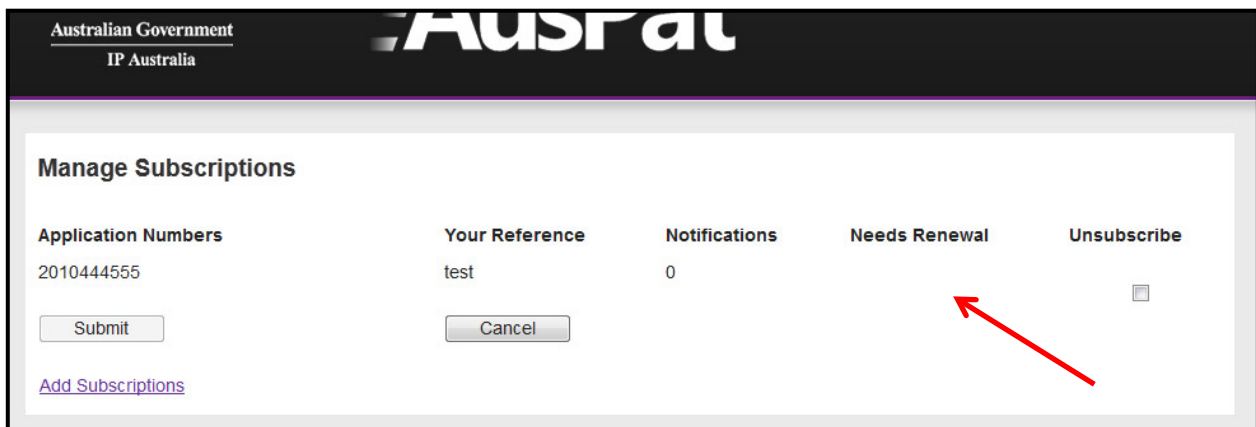 Australian Government
IP Australia
AusPat
Manage Subscriptions
Application Numbers Your Reference Notifications Needs Renewal Unsubscribe
2010444555 test 0
Submit Cancel
Add Subscriptions